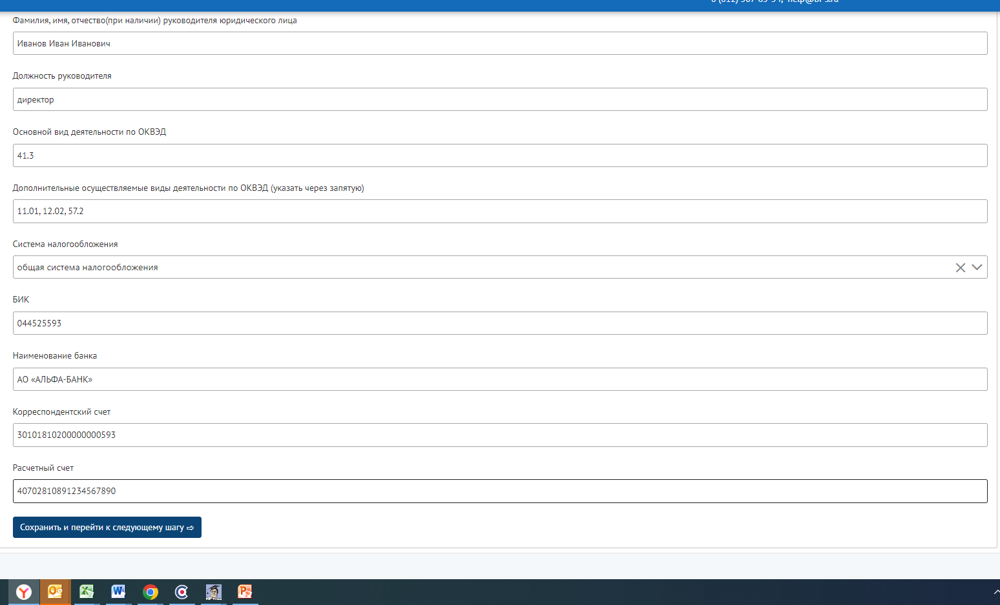 Фамилия, имя, отчество(при наличии) руководителя юридического лица
Иванов Иван Иванович
Должность руководителя
директор
Основной вид деятельности по ОКВЭД
41.3
Дополнительные осуществляемые виды деятельности по ОКВЭД (указать через запятую)
11.01, 12.02, 57.2
Система налогообложения
общая система налогообложения
БИК
044525593
Наименование банка
АО «АЛЬФА-БАНК»
Корреспондентский счет
30101810200000000593
Расчетный счет
40702810891234567890
Сохранить и перейти к следующему шагу ⇨